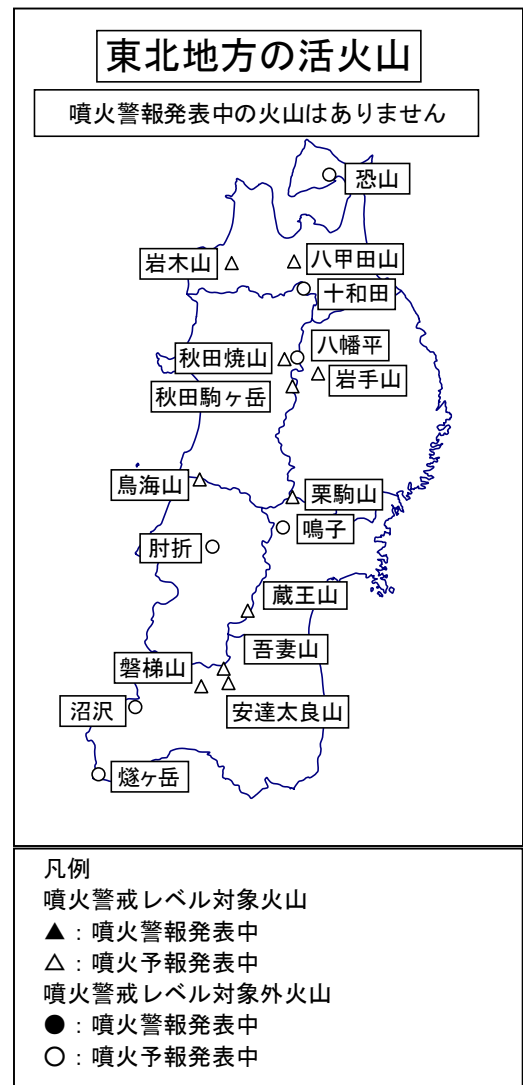 東北地方の活火山
噴火警報発表中の火山はありません
恐山
岩木山
八甲田山
十和田
八幡平
秋田焼山
岩手山
秋田駒ヶ岳
鳥海山
栗駒山
鳴子
肘折
蔵王山
吾妻山
磐梯山
沼沢
安達太良山
燧ヶ岳
凡例
噴火警戒レベル対象火山
▲：噴火警報発表中
△：噴火予報発表中
噴火警戒レベル対象外火山
●：噴火警報発表中
○：噴火予報発表中